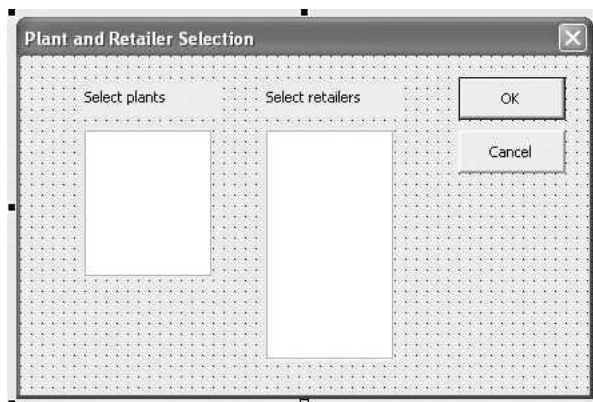 Plant and Retailer Selection
Select plants
Select retailers
OK
Cancel